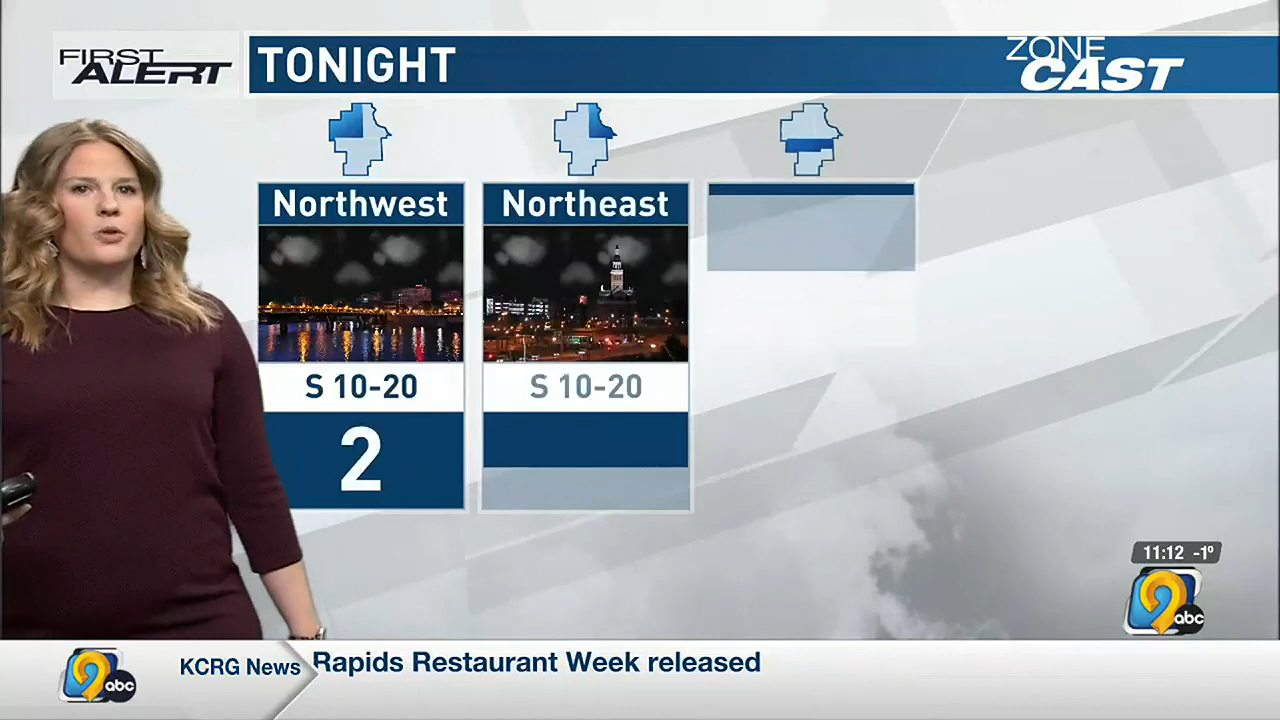 FIRST
ALERT
TONIGHT
ZONE
CAST
Northwest
Northeast
S 10-20
S 10-20
2
11:12 -1°
9
abc
9
abc
KCRG News
Rapids Restaurant Week released